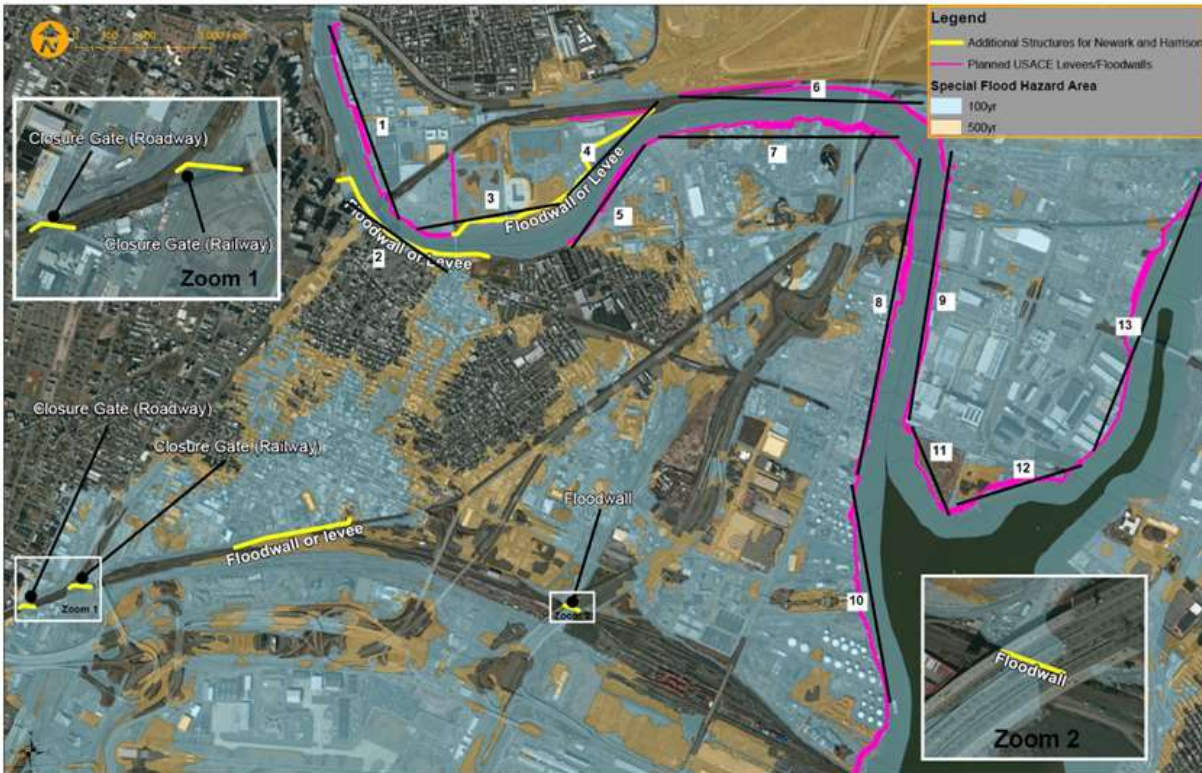 Legend
Additional Structures for Newark and Harrison
Planned USACE Levees/Floodwalls
Special Flood Hazard Area
100yr
500yr
N
Closure Gate (Roadway)
Closure Gate (Railway)
Zoom 1
1
2
3
4
5
6
7
8
9
10
11
12
13
Floodwall or Levee
Floodwall or Levee
Closure Gate (Roadway)
Closure Gate (Railway)
Floodwall or levee
Floodwall
Zoom 1
Floodwall
Zoom 2